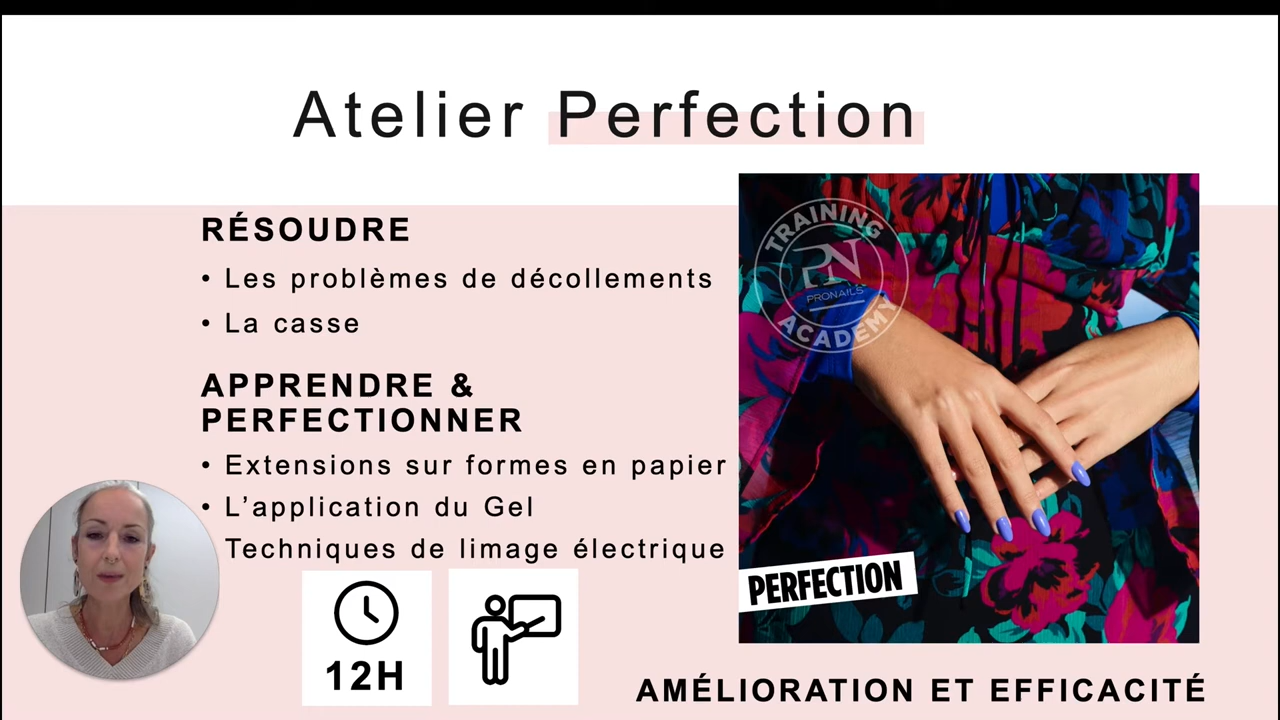 Atelier Perfection
RÉSOUDRE
• Les problèmes de décollements
• La casse
APPRENDRE &
PERFECTIONNER
• Extensions sur formes en papier
• L’application du Gel
Techniques de limage électrique
12H
TRAINING
PN
PRONAILS
ACADEMY
PERFECTION
AMÉLIORATION ET EFFICACITÉ